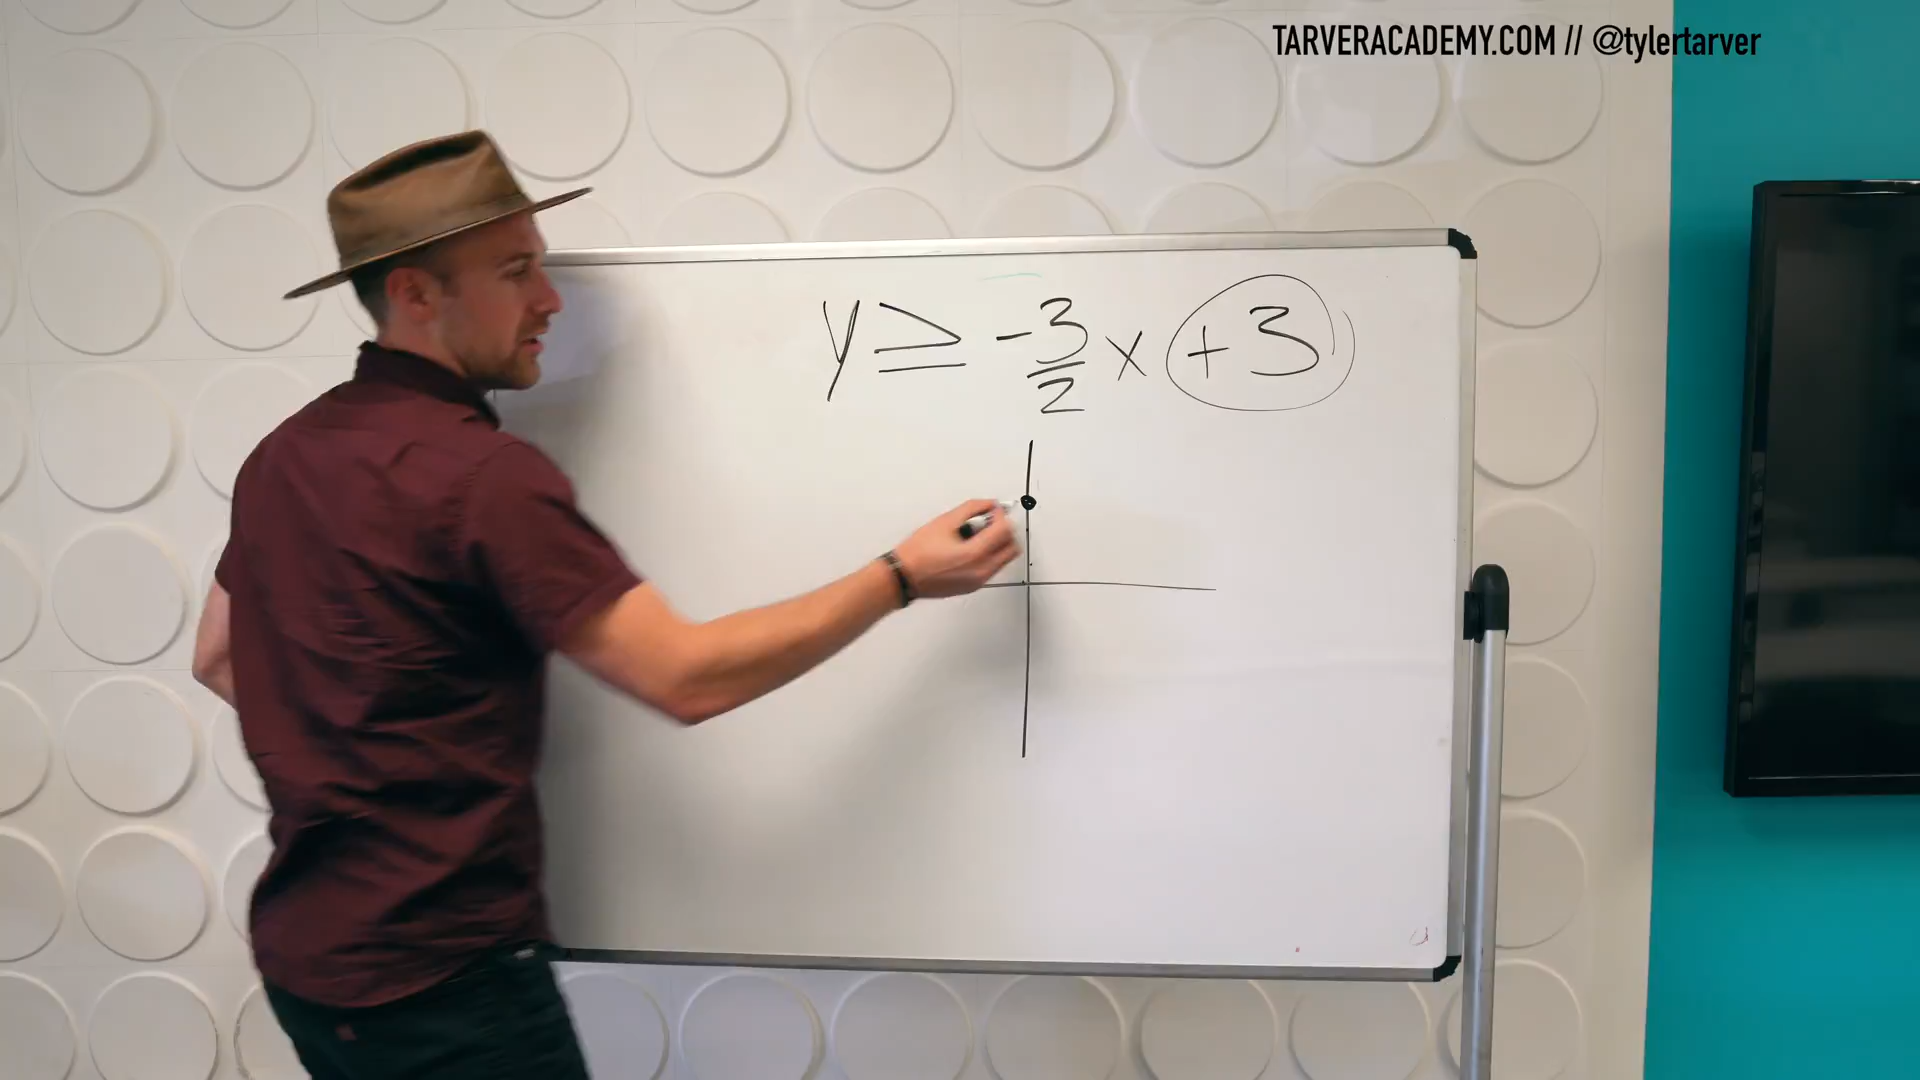 TARVERACADEMY.COM // @tylertarver
y ≥ -3/2 x +3